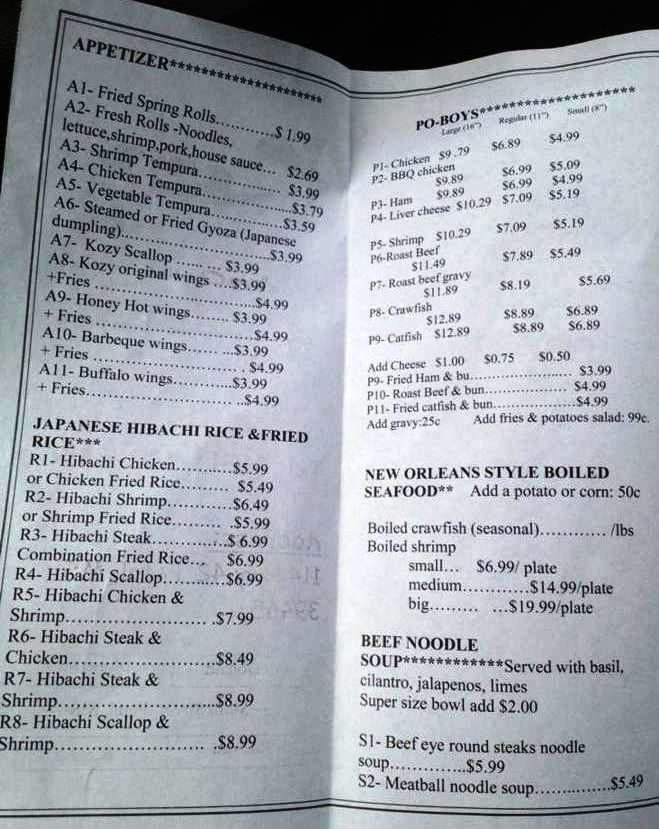 APPETIZER********************
A1- Fried Spring Rolls............$ 1.99
A2- Fresh Rolls -Noodles,
lettuce,shrimp,pork,house sauce... $2.69
A3- Shrimp Tempura................ $3.99
A4- Chicken Tempura..................$3.79
A5- Vegetable Tempura..............$3.59
A6- Steamed or Fried Gyoza (Japanese
dumpling)..............................$3.99
A7- Kozy Scallop ......... $3.99
A8- Kozy original wings ....$3.99
+Fries ..............................$4.99
A9- Honey Hot wings........ $3.99
+ Fries ..............................$4.99
A10- Barbeque wings...... ...$3.99
+ Fries ............................ . $4.99
A11- Buffalo wings............$3.99
+ Fries............................ ..$4.99
JAPANESE HIBACHI RICE &FRIED
RICE***
R1- Hibachi Chicken............$5.99
or Chicken Fried Rice......... $5.49
R2- Hibachi Shrimp............$6.49
or Shrimp Fried Rice......... .$5.99
R3- Hibachi Steak...............$ 6.99
Combination Fried Rice... $6.99
R4- Hibachi Scallop............$6.99
R5- Hibachi Chicken &
Shrimp........................... .$7.99
R6- Hibachi Steak &
Chicken...........................$8.49
R7- Hibachi Steak &
Shrimp..............................$8.99
R8- Hibachi Scallop &
Shrimp........................... .$8.99
PO-BOYS********************
Large (16") Regular (11") Small (8")
P1- Chicken $9 .79 $6.89 $4.99
P2- BBQ chicken
$9.89 $6.99 $5.09
P3- Ham $9.89 $6.99 $4.99
P4- Liver cheese $10.29 $7.09 $5.19
P5- Shrimp $10.29 $7.09 $5.19
P6-Roast Beef
$11.49 $7.89 $5.49
P7- Roast beef gravy
$11.89 $8.19 $5.69
P8- Crawfish
$12.89 $8.89 $6.89
P9- Catfish $12.89 $8.89 $6.89
Add Cheese $1.00 $0.75 $0.50
P9- Fried Ham & bu........................ $3.99
P10- Roast Beef & bun................... $4.99
P11- Fried catfish & bun...................$4.99
Add gravy:25c Add fries & potatoes salad: 99c.
NEW ORLEANS STYLE BOILED
SEAFOOD** Add a potato or corn: 50c
Boiled crawfish (seasonal)............ /lbs
Boiled shrimp
small... $6.99/ plate
medium............$14.99/plate
big......... ...$19.99/plate
BEEF NOODLE
SOUP************Served with basil,
cilantro, jalapenos, limes
Super size bowl add $2.00
S1- Beef eye round steaks noodle
soup.............$5.99
S2- Meatball noodle soup..............$5.49